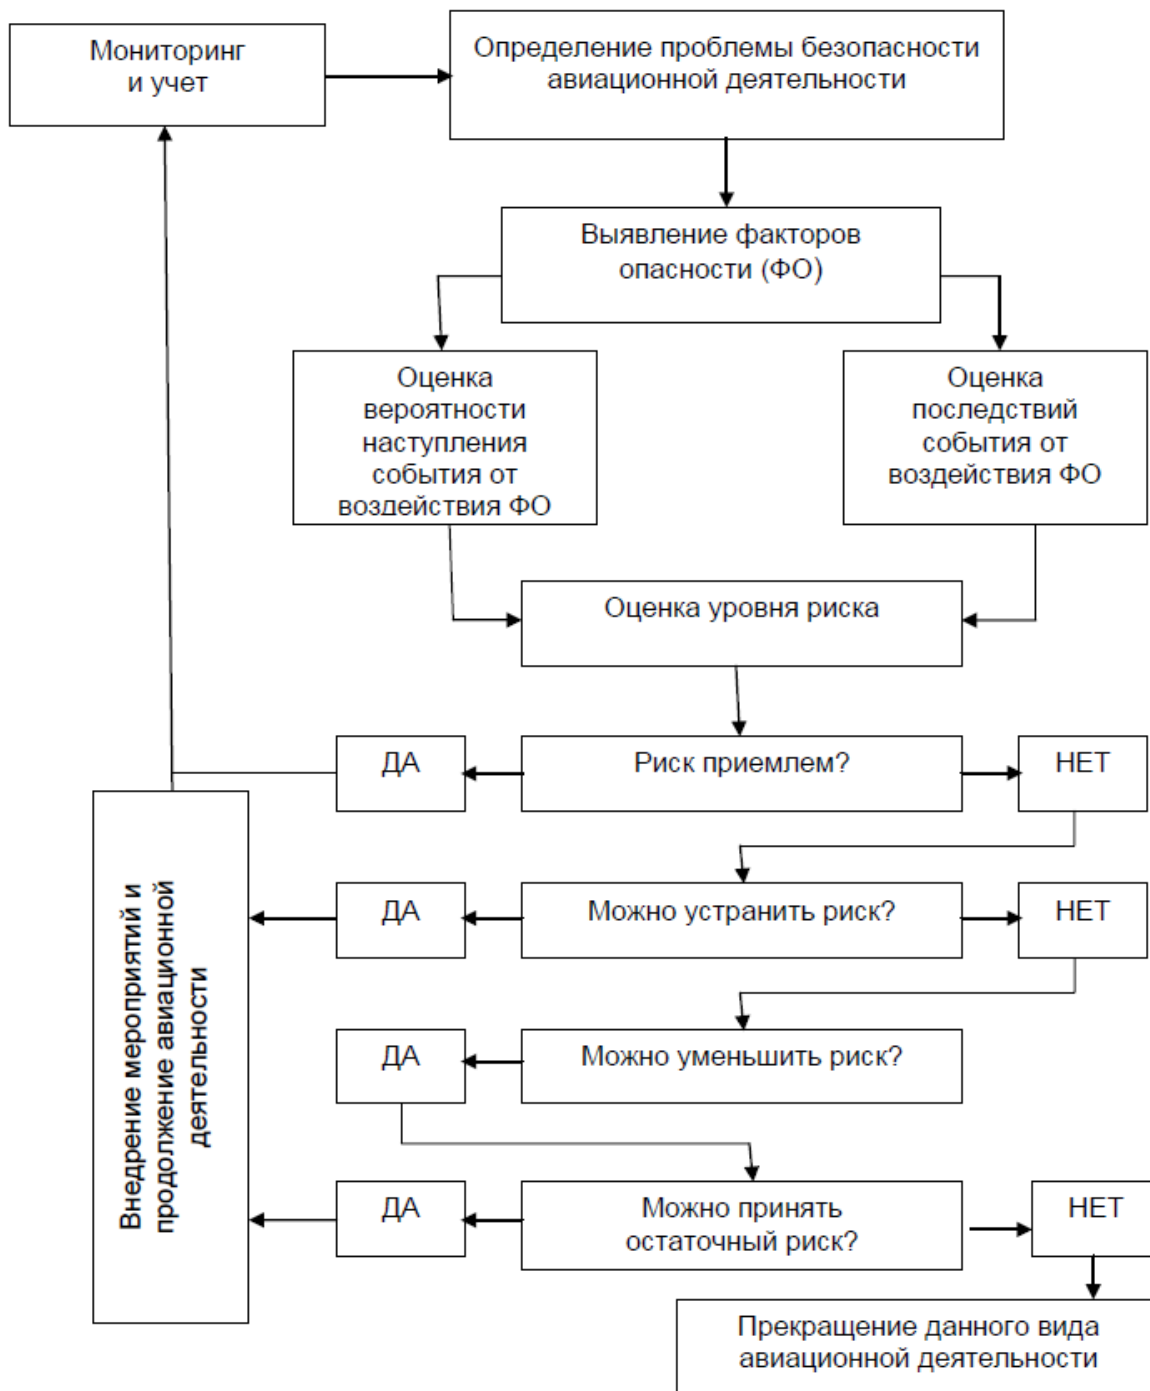 Мониторинг
и учет
Определение проблемы безопасности
авиационной деятельности
Выявление факторов
опасности (ФО)
Оценка
вероятности
наступления
события от
воздействия ФО
Оценка
последствий
события от
воздействия ФО
Оценка уровня риска
ДА
Риск приемлем?
НЕТ
ДА
Можно устранить риск?
НЕТ
ДА
Можно уменьшить риск?
ДА
Можно принять
остаточный риск?
НЕТ
Внедрение мероприятий и
продолжение авиационной
деятельности
Прекращение данного вида
авиационной деятельности